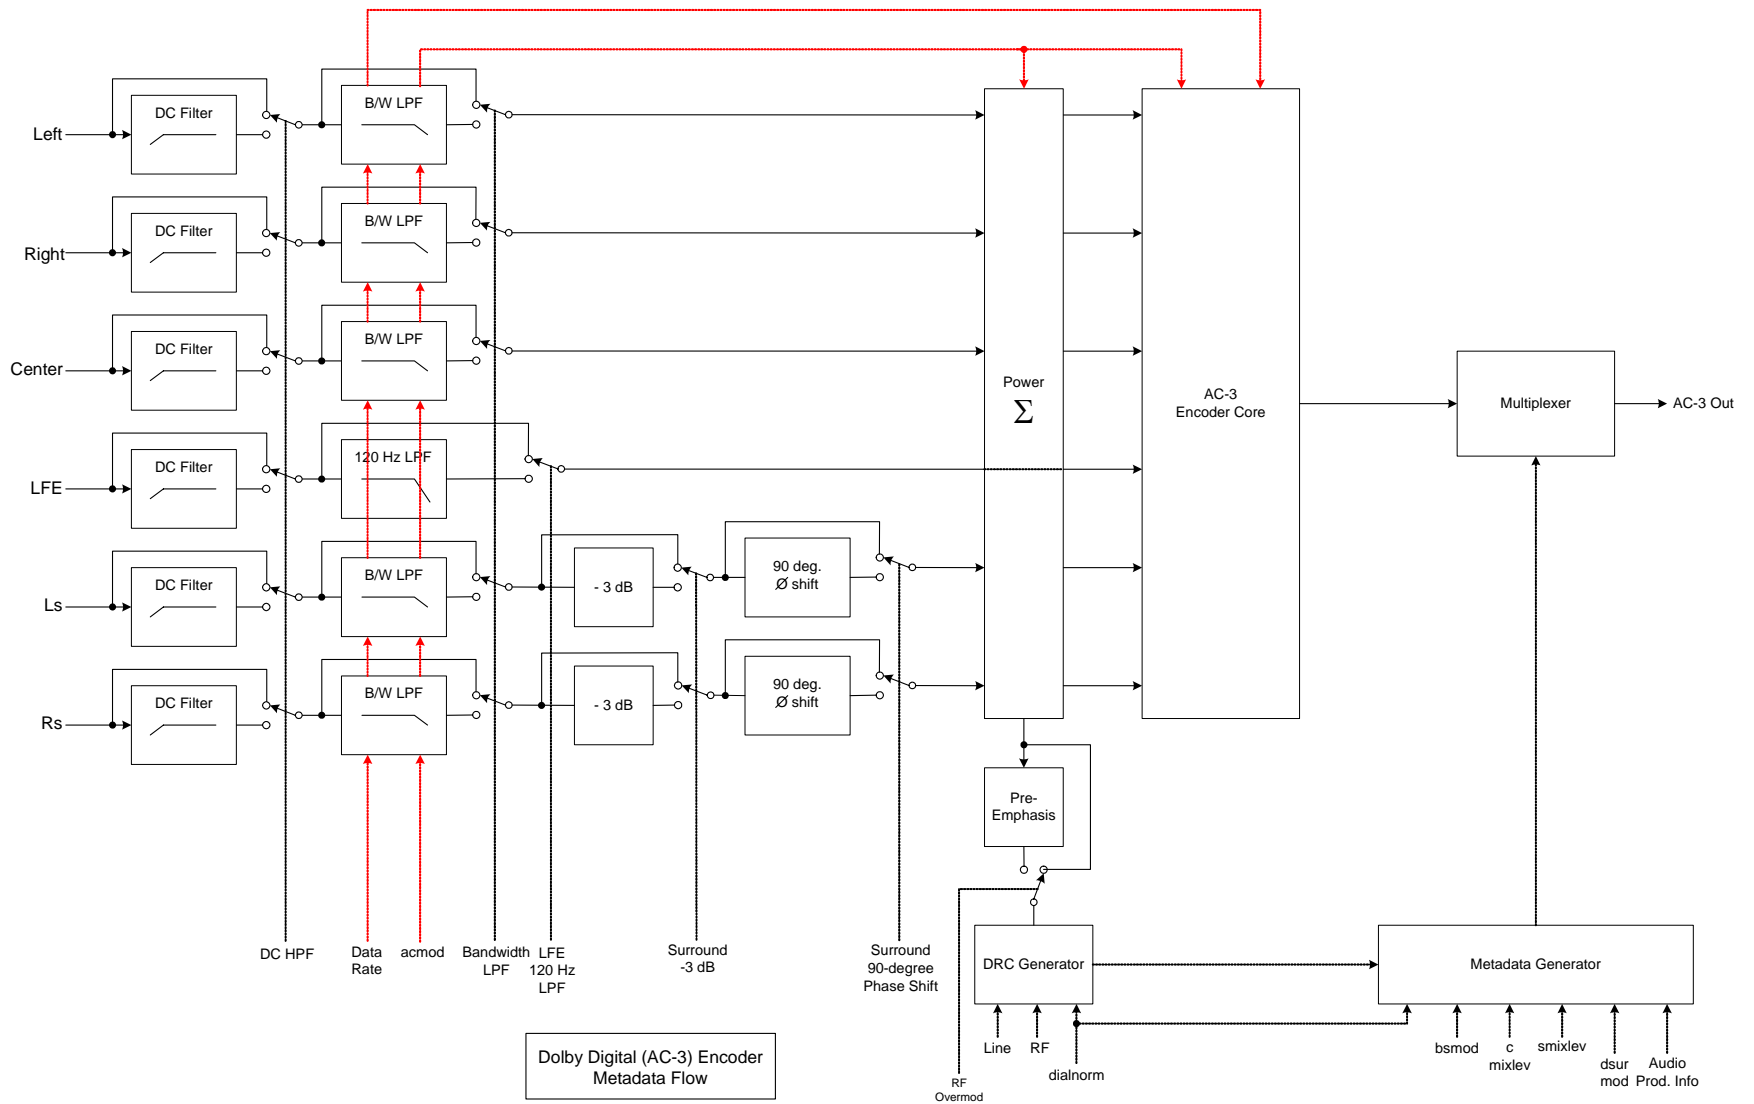 DC Filter
B/W LPF
Left
DC Filter
B/W LPF
Right
DC Filter
B/W LPF
Center
Power
Σ
AC-3
Encoder Core
Multiplexer
AC-3 Out
DC Filter
120 Hz LPF
LFE
DC Filter
B/W LPF
Ls
- 3 dB
90 deg.
Ø shift
DC Filter
B/W LPF
Rs
- 3 dB
90 deg.
Ø shift
Pre-
Emphasis
DC HPF
Data
Rate
acmod
Bandwidth
LPF
LFE
120 Hz
LPF
Surround
-3 dB
Surround
90-degree
Phase Shift
DRC Generator
Metadata Generator
Line
RF
dialnorm
RF
Overmod
bsmod
c
mixlev
smixlev
dsur
mod
Audio
Prod. Info
Dolby Digital (AC-3) Encoder
Metadata Flow